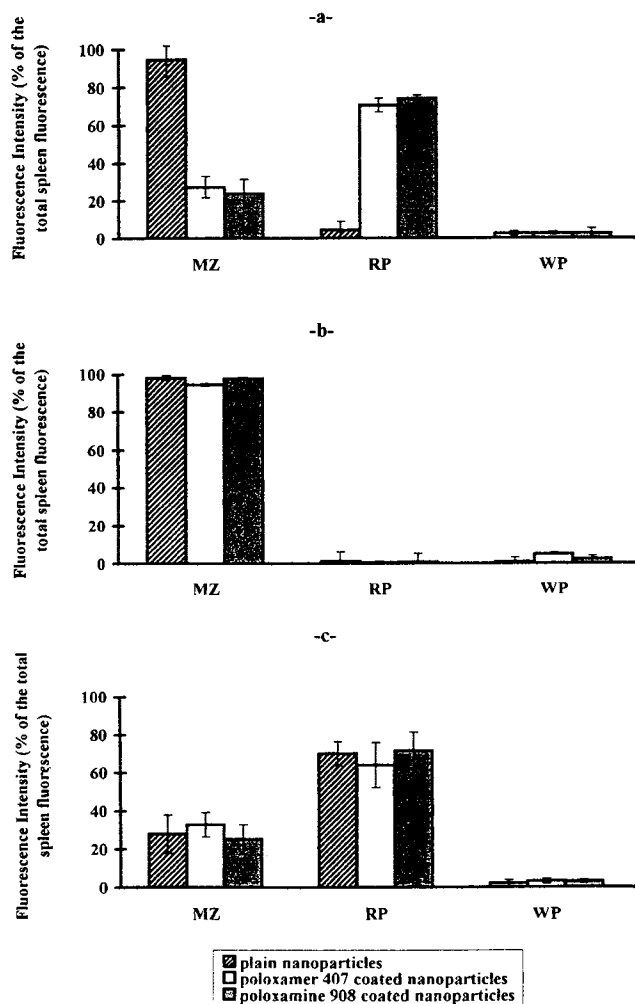 -a-
Fluorescence Intensity (% of the
total spleen fluorescence)
100
80
60
40
20
0
MZ RP WP
-b-
Fluorescence Intensity (% of the
total spleen fluorescence)
100
80
60
40
20
0
MZ RP WP
-c-
Fluorescence Intensity (% of the total
spleen fluorescence)
100
80
60
40
20
0
MZ RP WP
plain nanoparticles
poloxamer 407 coated nanoparticles
poloxamine 908 coated nanoparticles